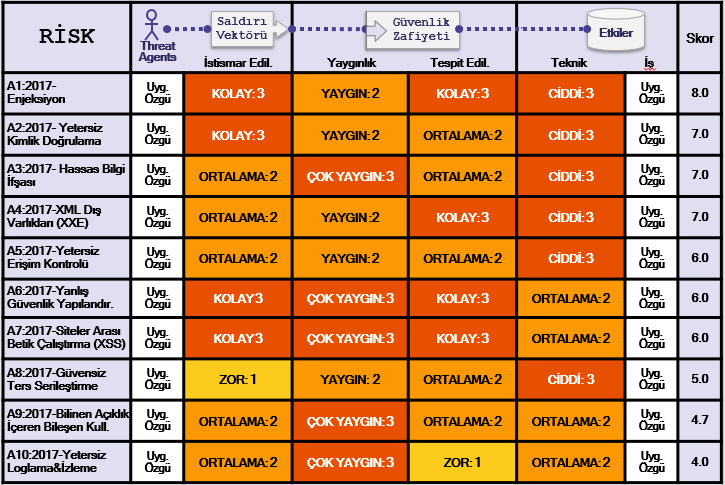 RİSK
Threat
Agents
Saldırı
Vektörü
Güvenlik
Zafiyeti
Etkiler
Skor
İstismar Edil.
Yaygınlık
Tespit Edil.
Teknik
İş
A1:2017-
Enjeksiyon
Uyg.
Özgü
KOLAY: 3
YAYGIN: 2
KOLAY: 3
CİDDİ: 3
Uyg.
Özgü
8.0
A2:2017- Yetersiz
Kimlik Doğrulama
Uyg.
Özgü
KOLAY: 3
YAYGIN: 2
ORTALAMA: 2
CİDDİ: 3
Uyg.
Özgü
7.0
A3:2017- Hassas Bilgi
İfşası
Uyg.
Özgü
ORTALAMA: 2
ÇOK YAYGIN: 3
ORTALAMA: 2
CİDDİ: 3
Uyg.
Özgü
7.0
A4:2017-XML Dış
Varlıkları (XXE)
Uyg.
Özgü
ORTALAMA: 2
YAYGIN: 2
KOLAY: 3
CİDDİ: 3
Uyg.
Özgü
7.0
A5:2017-Yetersiz
Erişim Kontrolü
Uyg.
Özgü
ORTALAMA: 2
YAYGIN: 2
ORTALAMA: 2
CİDDİ: 3
Uyg.
Özgü
6.0
A6:2017-Yanlış
Güvenlik Yapılandır.
Uyg.
Özgü
KOLAY 3
ÇOK YAYGIN: 3
KOLAY: 3
ORTALAMA: 2
Uyg.
Özgü
6.0
A7:2017-Siteler Arası
Betik Çalıştırma (XSS)
Uyg.
Özgü
KOLAY 3
ÇOK YAYGIN: 3
KOLAY: 3
ORTALAMA: 2
Uyg.
Özgü
6.0
A8:2017-Güvensiz
Ters Serileştirme
Uyg.
Özgü
ZOR: 1
YAYGIN: 2
ORTALAMA: 2
CİDDİ: 3
Uyg.
Özgü
5.0
A9:2017-Bilinen Açıklık
İçeren Bileşen Kull.
Uyg.
Özgü
ORTALAMA: 2
ÇOK YAYGIN: 3
ORTALAMA: 2
ORTALAMA: 2
Uyg.
Özgü
4.7
A10:2017-Yetersiz
Loglama&İzleme
Uyg.
Özgü
ORTALAMA: 2
ÇOK YAYGIN: 3
ZOR: 1
ORTALAMA: 2
Uyg.
Özgü
4.0